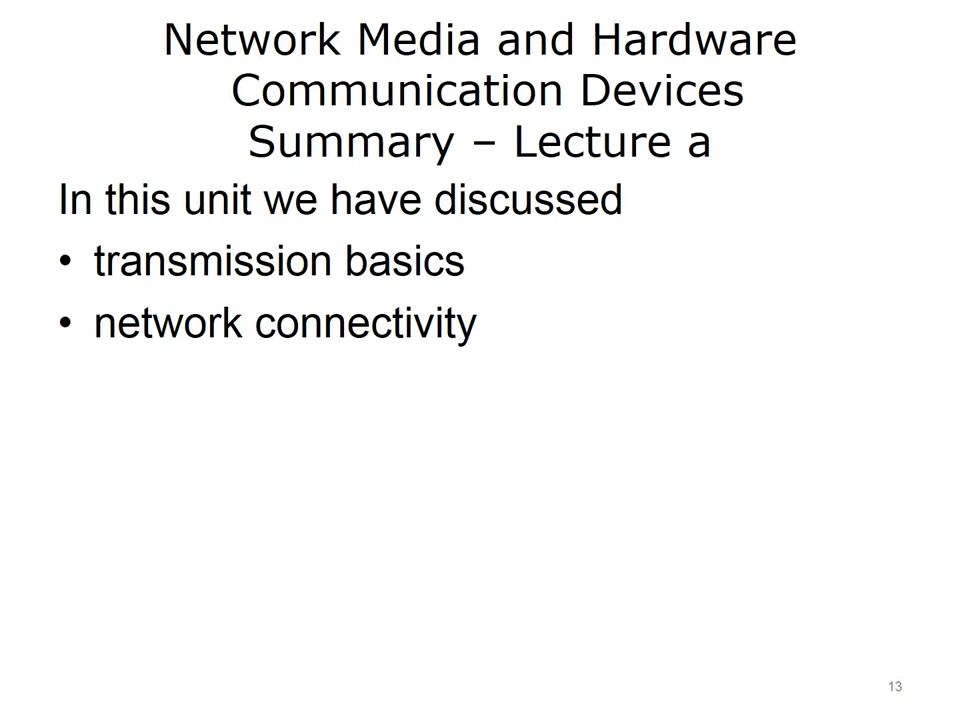 Network Media and Hardware
Communication Devices
Summary – Lecture a
In this unit we have discussed
• transmission basics
• network connectivity
13